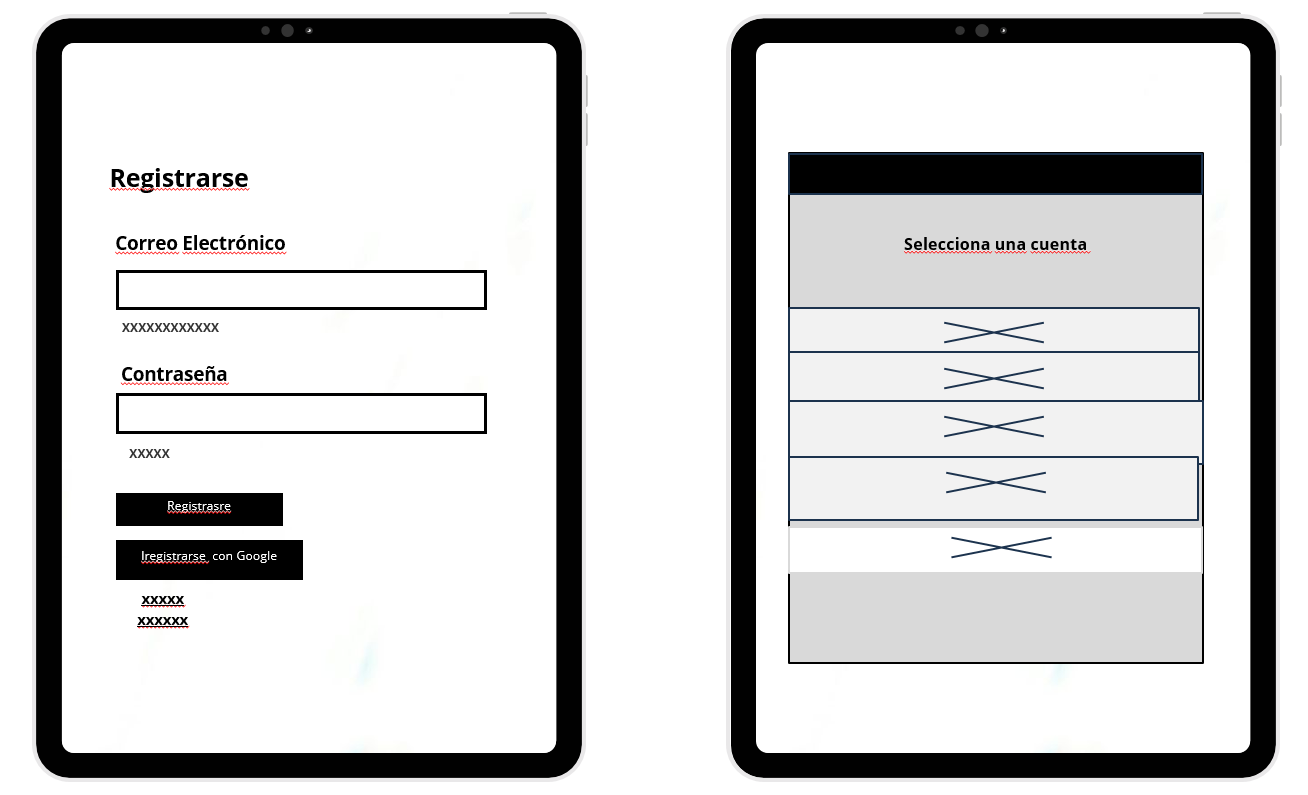 Registrarse
Correo Electrónico
xxxxxxxxxxxx
Contraseña
xxxxx
Registrasre
Iregistrarse con Google
xxxxx
xxxxxx
Selecciona una cuenta